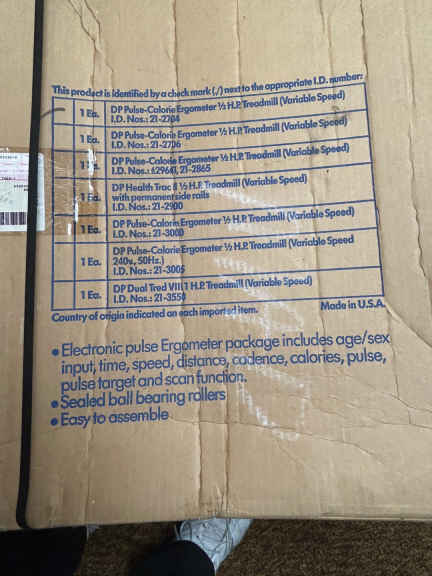 This product is identified by a check mark (✓) next to the appropriate I.D. number:
1 Ea. DP Pulse-Calorie Ergometer ½ H.P. Treadmill (Variable Speed)
I.D. Nos.: 21-2704
1 Ea. DP Pulse-Calorie Ergometer ½ H.P. Treadmill (Variable Speed)
I.D. Nos.: 21-2706
DP Pulse-Calorie Ergometer ½ H.P. Treadmill (Variable Speed)
I.D. Nos.: 21-2865
1 Ea. DP Health Trac II ½ H.P. Treadmill (Variable Speed)
with permanent side rails
I.D. Nos.: 21-2900
1 Ea. DP Pulse-Calorie Ergometer ½ H.P. Treadmill (Variable Speed)
I.D. Nos.: 21-3000
1 Ea. DP Pulse-Calorie Ergometer ½ H.P. Treadmill (Variable Speed
240v., 50Hz.)
I.D. Nos.: 21-3005
1 Ea. DP Dual Tred VIII 1 H.P. Treadmill (Variable Speed)
I.D. Nos.: 21-3550
Country of origin indicated on each imported item. Made in U.S.A.
• Electronic pulse Ergometer package includes age/sex
input, time, speed, distance, cadence, calories, pulse,
pulse target and scan function.
• Sealed ball bearing rollers
• Easy to assemble